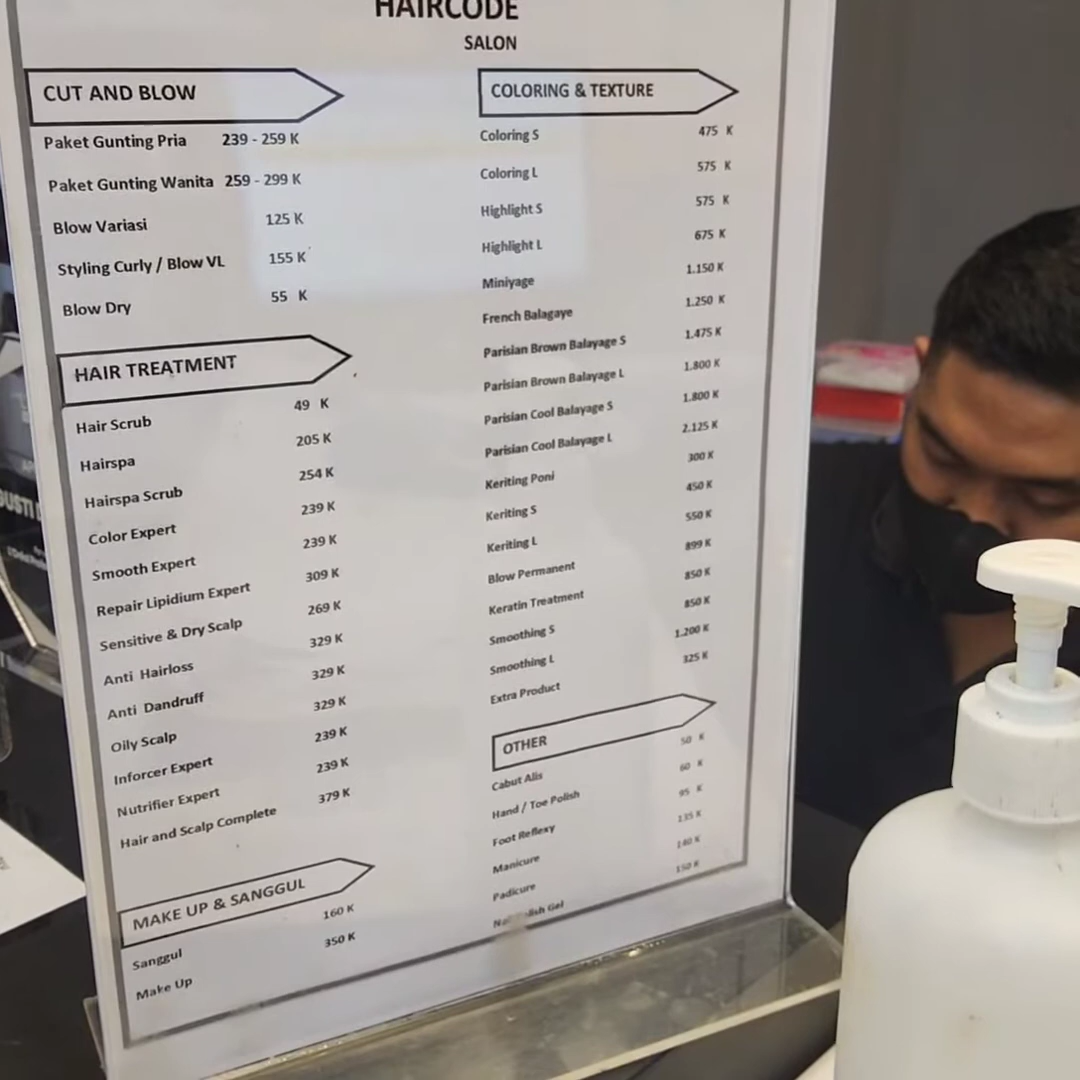 HAIRCODE
SALON
CUT AND BLOW
Paket Gunting Pria 239 - 259 K
Paket Gunting Wanita 259 - 299 K
Blow Variasi 125 K
Styling Curly / Blow VL 155 K
Blow Dry 55 K
HAIR TREATMENT
Hair Scrub 49 K
Hairspa 205 K
Hairspa Scrub 254 K
Color Expert 239 K
Smooth Expert 239 K
Repair Lipidium Expert 309 K
Sensitive & Dry Scalp 269 K
Anti Hairloss 329 K
Anti Dandruff 329 K
Oily Scalp 329 K
Inforcer Expert 239 K
Nutrifier Expert 239 K
Hair and Scalp Complete 379 K
MAKE UP & SANGGUL
Sanggul 160 K
Make Up 350 K
COLORING & TEXTURE
Coloring S 475 K
Coloring L 575 K
Highlight S 575 K
Highlight L 675 K
Miniyage 1.150 K
French Balagaye 1.250 K
Parisian Brown Balayage S 1.475 K
Parisian Brown Balayage L 1.800 K
Parisian Cool Balayage S 1.800 K
Parisian Cool Balayage L 2.125 K
Keriting Poni 300 K
Keriting S 450 K
Keriting L 550 K
Blow Permanent 899 K
Keratin Treatment 850 K
Smoothing S 850 K
Smoothing L 1.200 K
Extra Product 325 K
OTHER
Cabut Alis 50 K
Hand / Toe Polish 60 K
Foot Reflexy 95 K
Manicure 135 K
Padicure 140 K
Gel 150 K